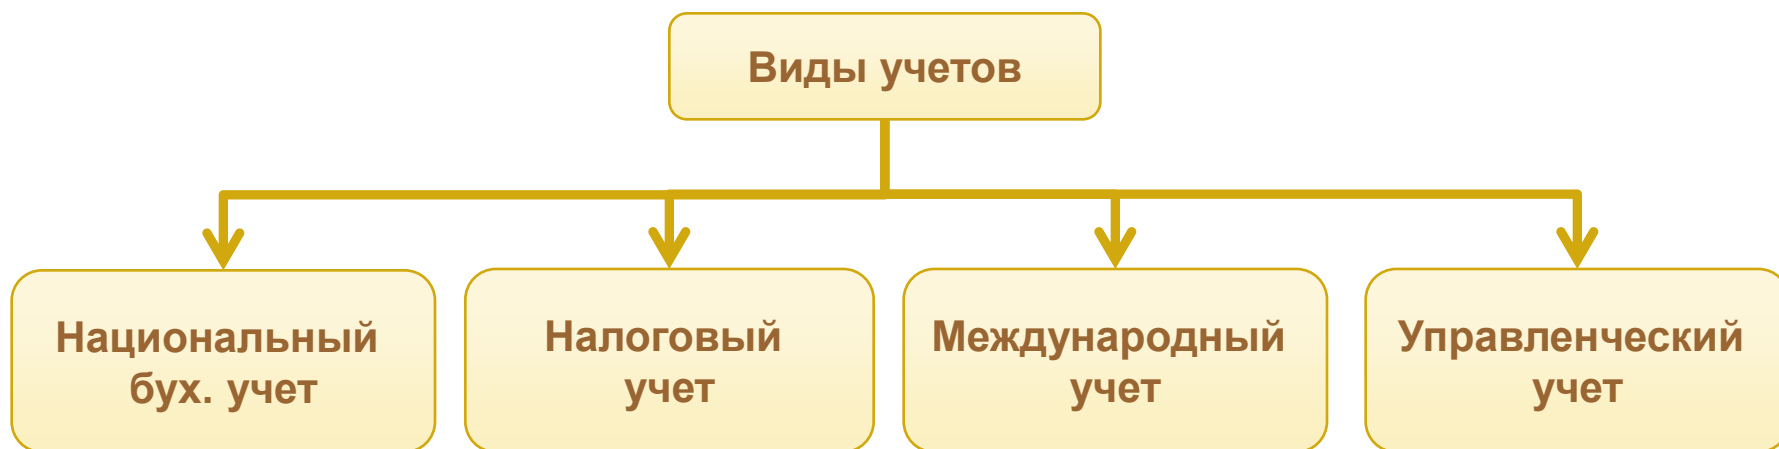 Виды учетов
Национальный
бух. учет
Налоговый
учет
Международный
учет
Управленческий
учет